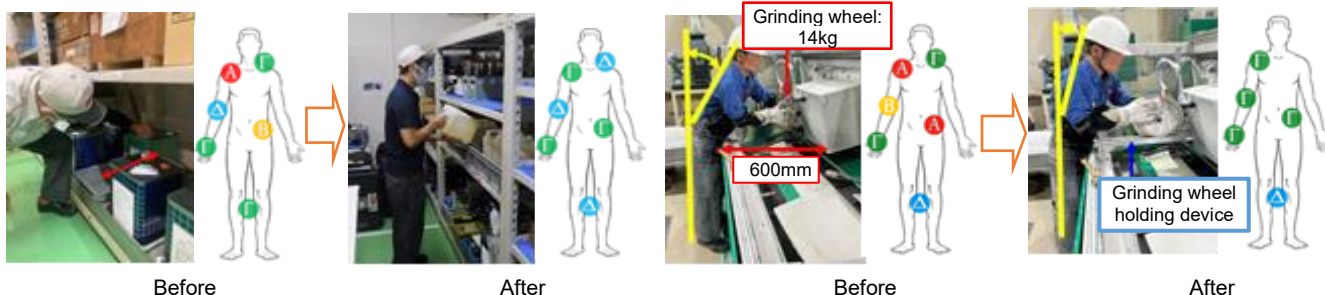 Α Γ
Δ
Β
Γ
Γ
Γ Δ
Δ
Γ
Γ
Δ
Grinding wheel:
14kg
600mm
Α Γ
Β
Α
Γ
Δ
Grinding wheel
holding device
Γ
Γ
Γ
Γ
Δ
Before
After
Before
After